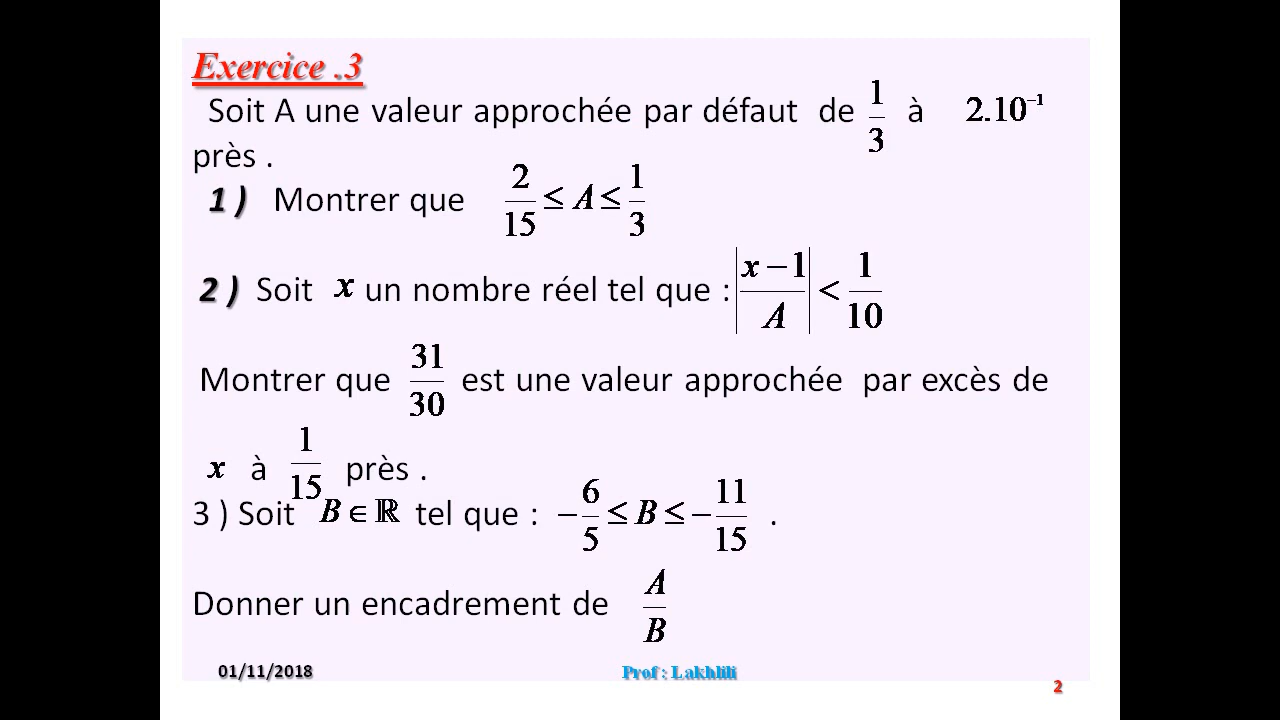 Exercice .3
Soit A une valeur approchée par défaut de 1/3 à 2.10⁻¹
près .
1 ) Montrer que 2/15 ≤ A ≤ 1/3
2 ) Soit x un nombre réel tel que : |(x − 1)/A| < 1/10
Montrer que 31/30 est une valeur approchée par excès de
x à 1/15 près .
3 ) Soit B ∈ ℝ tel que : −6/5 ≤ B ≤ −11/15 .
Donner un encadrement de A/B
01/11/2018 Prof : Lakhlili 2